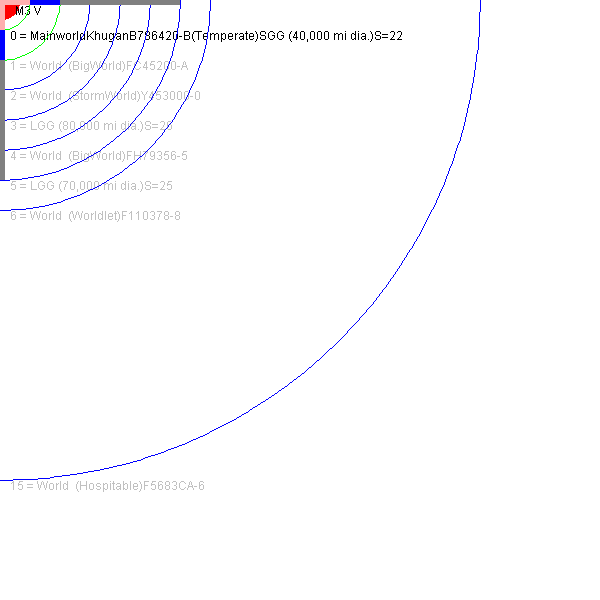 M3 V
0 = MainworldKhuganB786420-B(Temperate)SGG (40,000 mi dia.)S=22
1 = World (BigWorld)FC45200-A
2 = World (StormWorld)Y453000-0
3 = LGG (80,000 mi dia.)S=26
4 = World (BigWorld)FH79356-5
5 = LGG (70,000 mi dia.)S=25
6 = World (Worldlet)F110378-8
15 = World (Hospitable)F5683CA-6